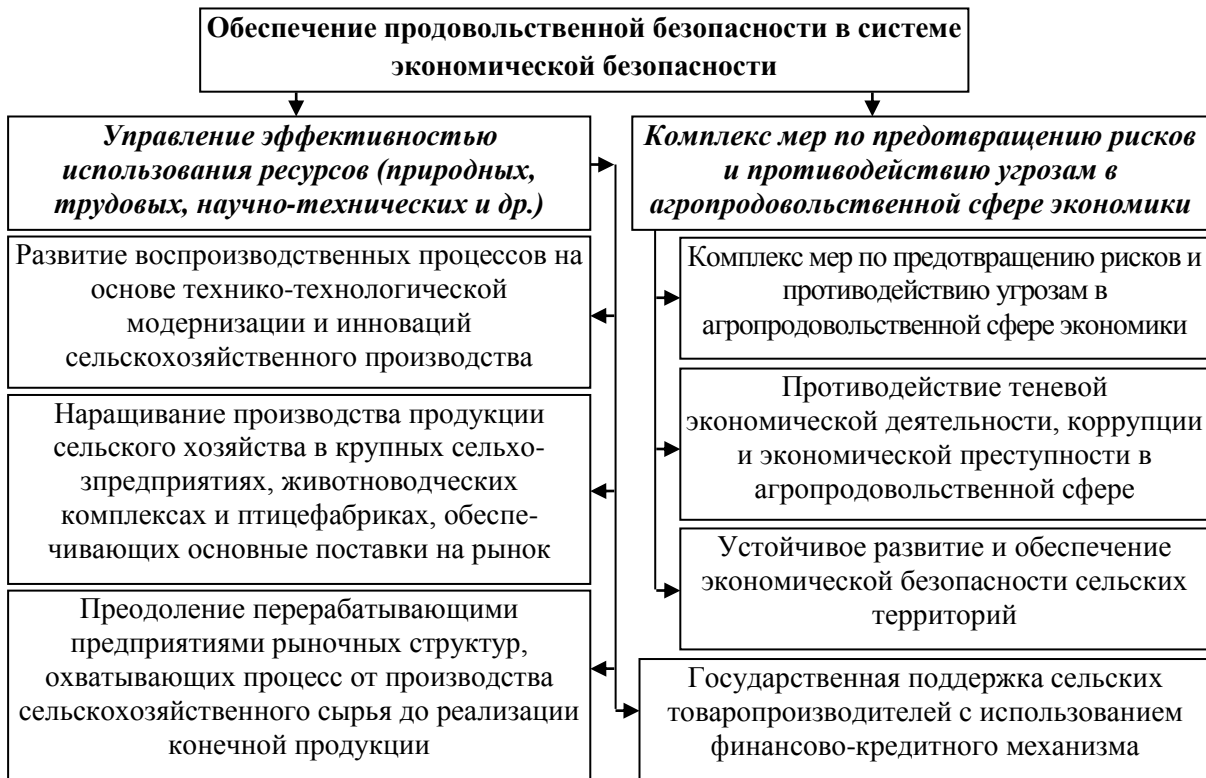 Обеспечение продовольственной безопасности в системе
экономической безопасности
Управление эффективностью
использования ресурсов (природных,
трудовых, научно-технических и др.)
Развитие воспроизводственных процессов на
основе технико-технологической
модернизации и инноваций
сельскохозяйственного производства
Наращивание производства продукции
сельского хозяйства в крупных сельхо-
зпредприятиях, животноводческих
комплексах и птицефабриках, обеспе-
чивающих основные поставки на рынок
Преодоление перерабатывающими
предприятиями рыночных структур,
охватывающих процесс от производства
сельскохозяйственного сырья до реализации
конечной продукции
Комплекс мер по предотвращению рисков
и противодействию угрозам в
агропродовольственной сфере экономики
Комплекс мер по предотвращению рисков и
противодействию угрозам в
агропродовольственной сфере экономики
Противодействие теневой
экономической деятельности, коррупции
и экономической преступности в
агропродовольственной сфере
Устойчивое развитие и обеспечение
экономической безопасности сельских
территорий
Государственная поддержка сельских
товаропроизводителей с использованием
финансово-кредитного механизма